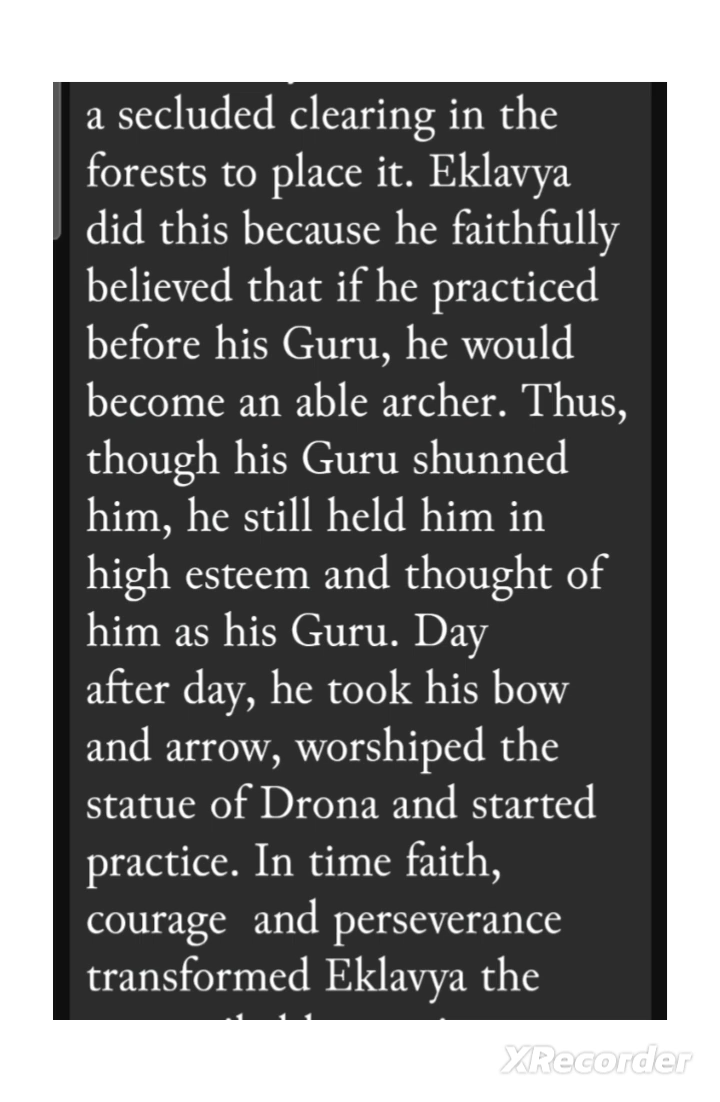 a secluded clearing in the
forests to place it. Eklavya
did this because he faithfully
believed that if he practiced
before his Guru, he would
become an able archer. Thus,
though his Guru shunned
him, he still held him in
high esteem and thought of
him as his Guru. Day
after day, he took his bow
and arrow, worshiped the
statue of Drona and started
practice. In time faith,
courage  and perseverance
transformed Eklavya the
XRecorder